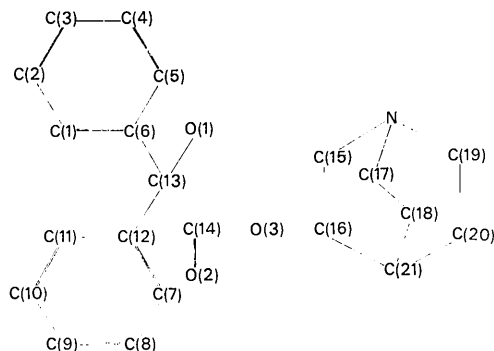 C(3) C(4)
C(2) C(5)
C(1) C(6) O(1)
N
C(15) C(19)
C(13) C(17)
C(18)
C(11) C(12) C(14) O(3) C(16) C(20)
C(21)
O(2)
C(10) C(7)
C(9) C(8)